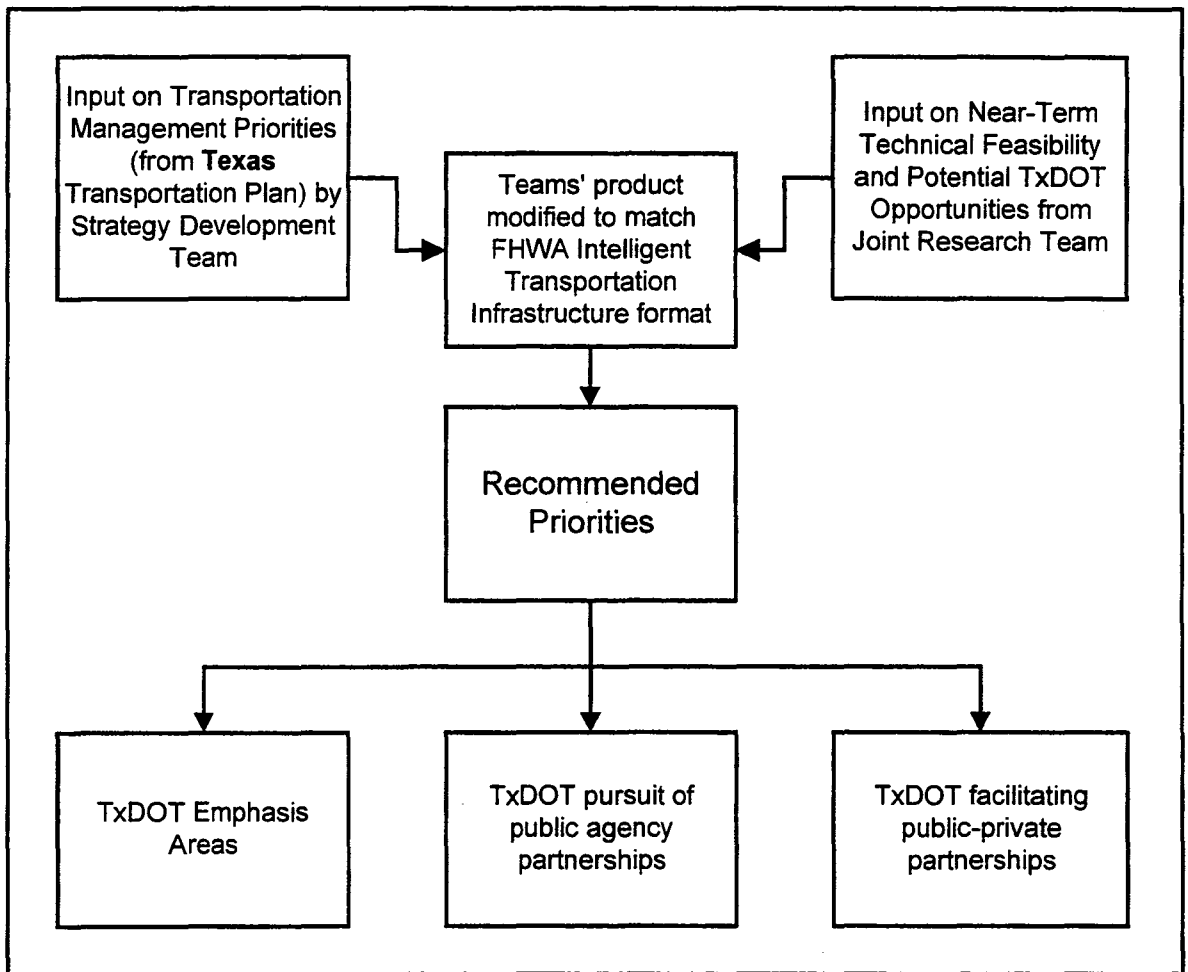 Input on Transportation
Management Priorities
(from Texas
Transportation Plan) by
Strategy Development
Team
Teams' product
modified to match
FHWA Intelligent
Transportation
Infrastructure format
Input on Near-Term
Technical Feasibility
and Potential TxDOT
Opportunities from
Joint Research Team
Recommended
Priorities
TxDOT Emphasis
Areas
TxDOT pursuit of
public agency
partnerships
TxDOT facilitating
public-private
partnerships